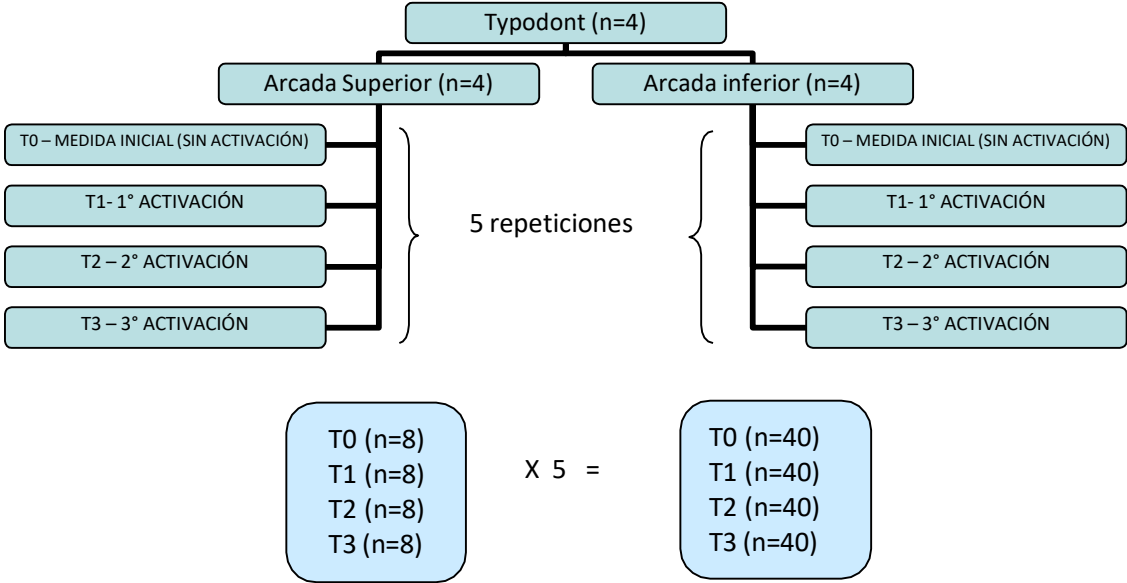 Typodont (n=4)
Arcada Superior (n=4)
Arcada inferior (n=4)
T0 – MEDIDA INICIAL (SIN ACTIVACIÓN)
T1- 1° ACTIVACIÓN
T2 – 2° ACTIVACIÓN
T3 – 3° ACTIVACIÓN
5 repeticiones
T0 – MEDIDA INICIAL (SIN ACTIVACIÓN)
T1- 1° ACTIVACIÓN
T2 – 2° ACTIVACIÓN
T3 – 3° ACTIVACIÓN
T0 (n=8)
T1 (n=8)
T2 (n=8)
T3 (n=8)
X 5 =
T0 (n=40)
T1 (n=40)
T2 (n=40)
T3 (n=40)